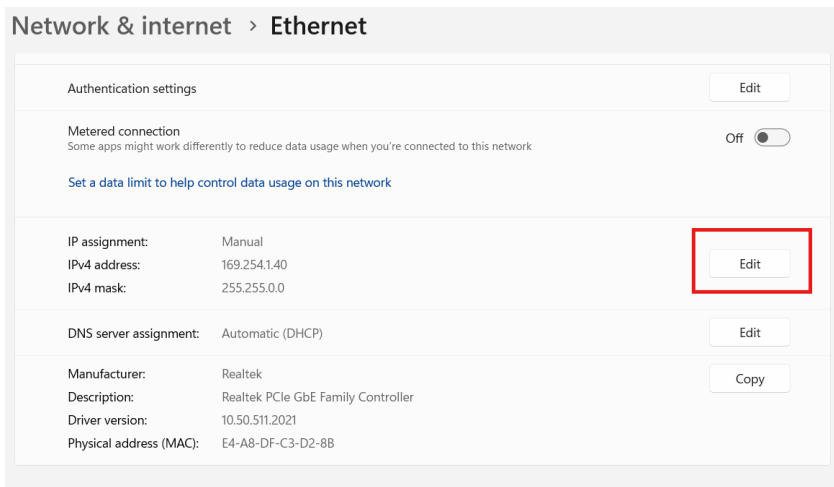 Network & internet > Ethernet
Authentication settings
Edit
Metered connection
Some apps might work differently to reduce data usage when you're connected to this network
Off
Set a data limit to help control data usage on this network
IP assignment: Manual
IPv4 address: 169.254.1.40
IPv4 mask: 255.255.0.0
Edit
DNS server assignment: Automatic (DHCP)
Edit
Manufacturer: Realtek
Description: Realtek PCIe GbE Family Controller
Driver version: 10.50.511.2021
Physical address (MAC): E4-A8-DF-C3-D2-8B
Copy